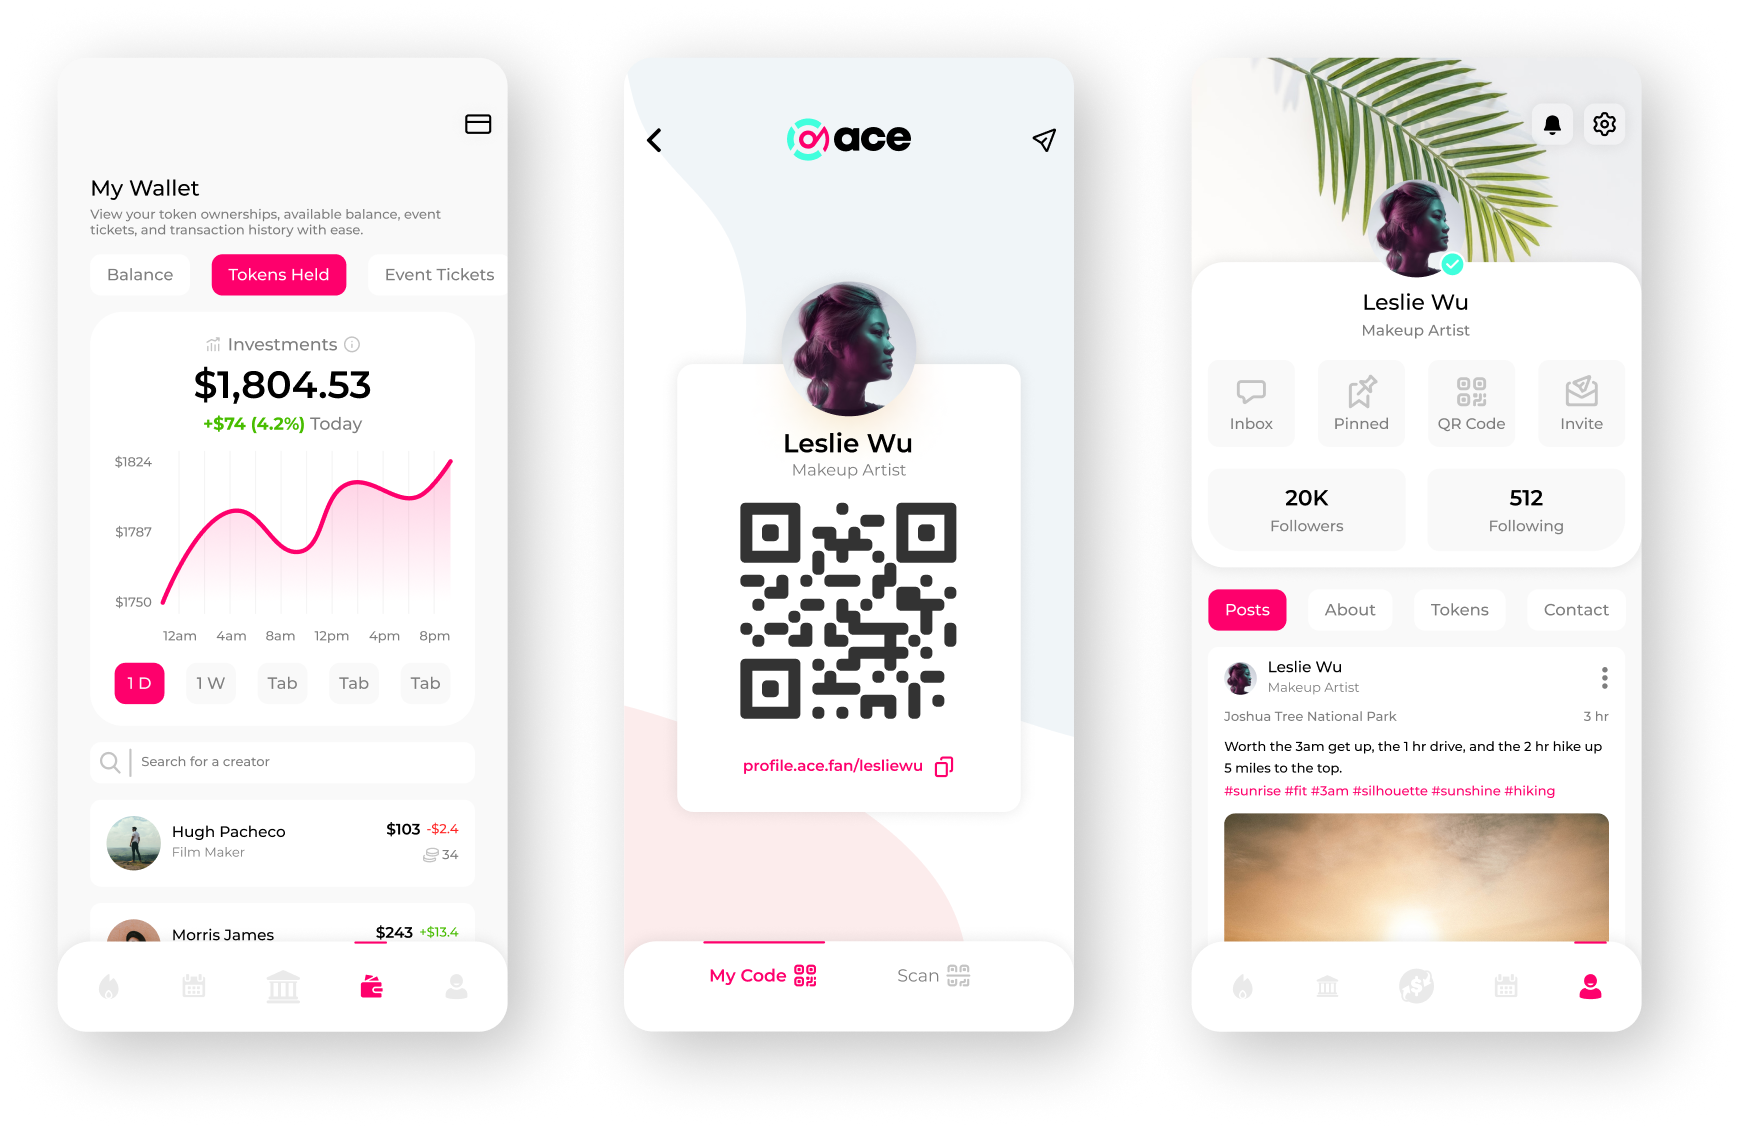 My Wallet
View your token ownerships, available balance, event
tickets, and transaction history with ease.
Balance
Tokens Held
Event Tickets
Investments
$1,804.53
+$74 (4.2%) Today
$1824
$1787
$1750
12am 4am 8am 12pm 4pm 8pm
1 D
1 W
Tab
Tab
Tab
Search for a creator
Hugh Pacheco
$103 -$2.4
Film Maker
34
Morris James
$243 +$13.4
ace
Leslie Wu
Makeup Artist
profile.ace.fan/lesliewu
My Code
Scan
Leslie Wu
Makeup Artist
Inbox
Pinned
QR Code
Invite
20K
Followers
512
Following
Posts
About
Tokens
Contact
Leslie Wu
Makeup Artist
Joshua Tree National Park
3 hr
Worth the 3am get up, the 1 hr drive, and the 2 hr hike up
5 miles to the top.
#sunrise #fit #3am #silhouette #sunshine #hiking